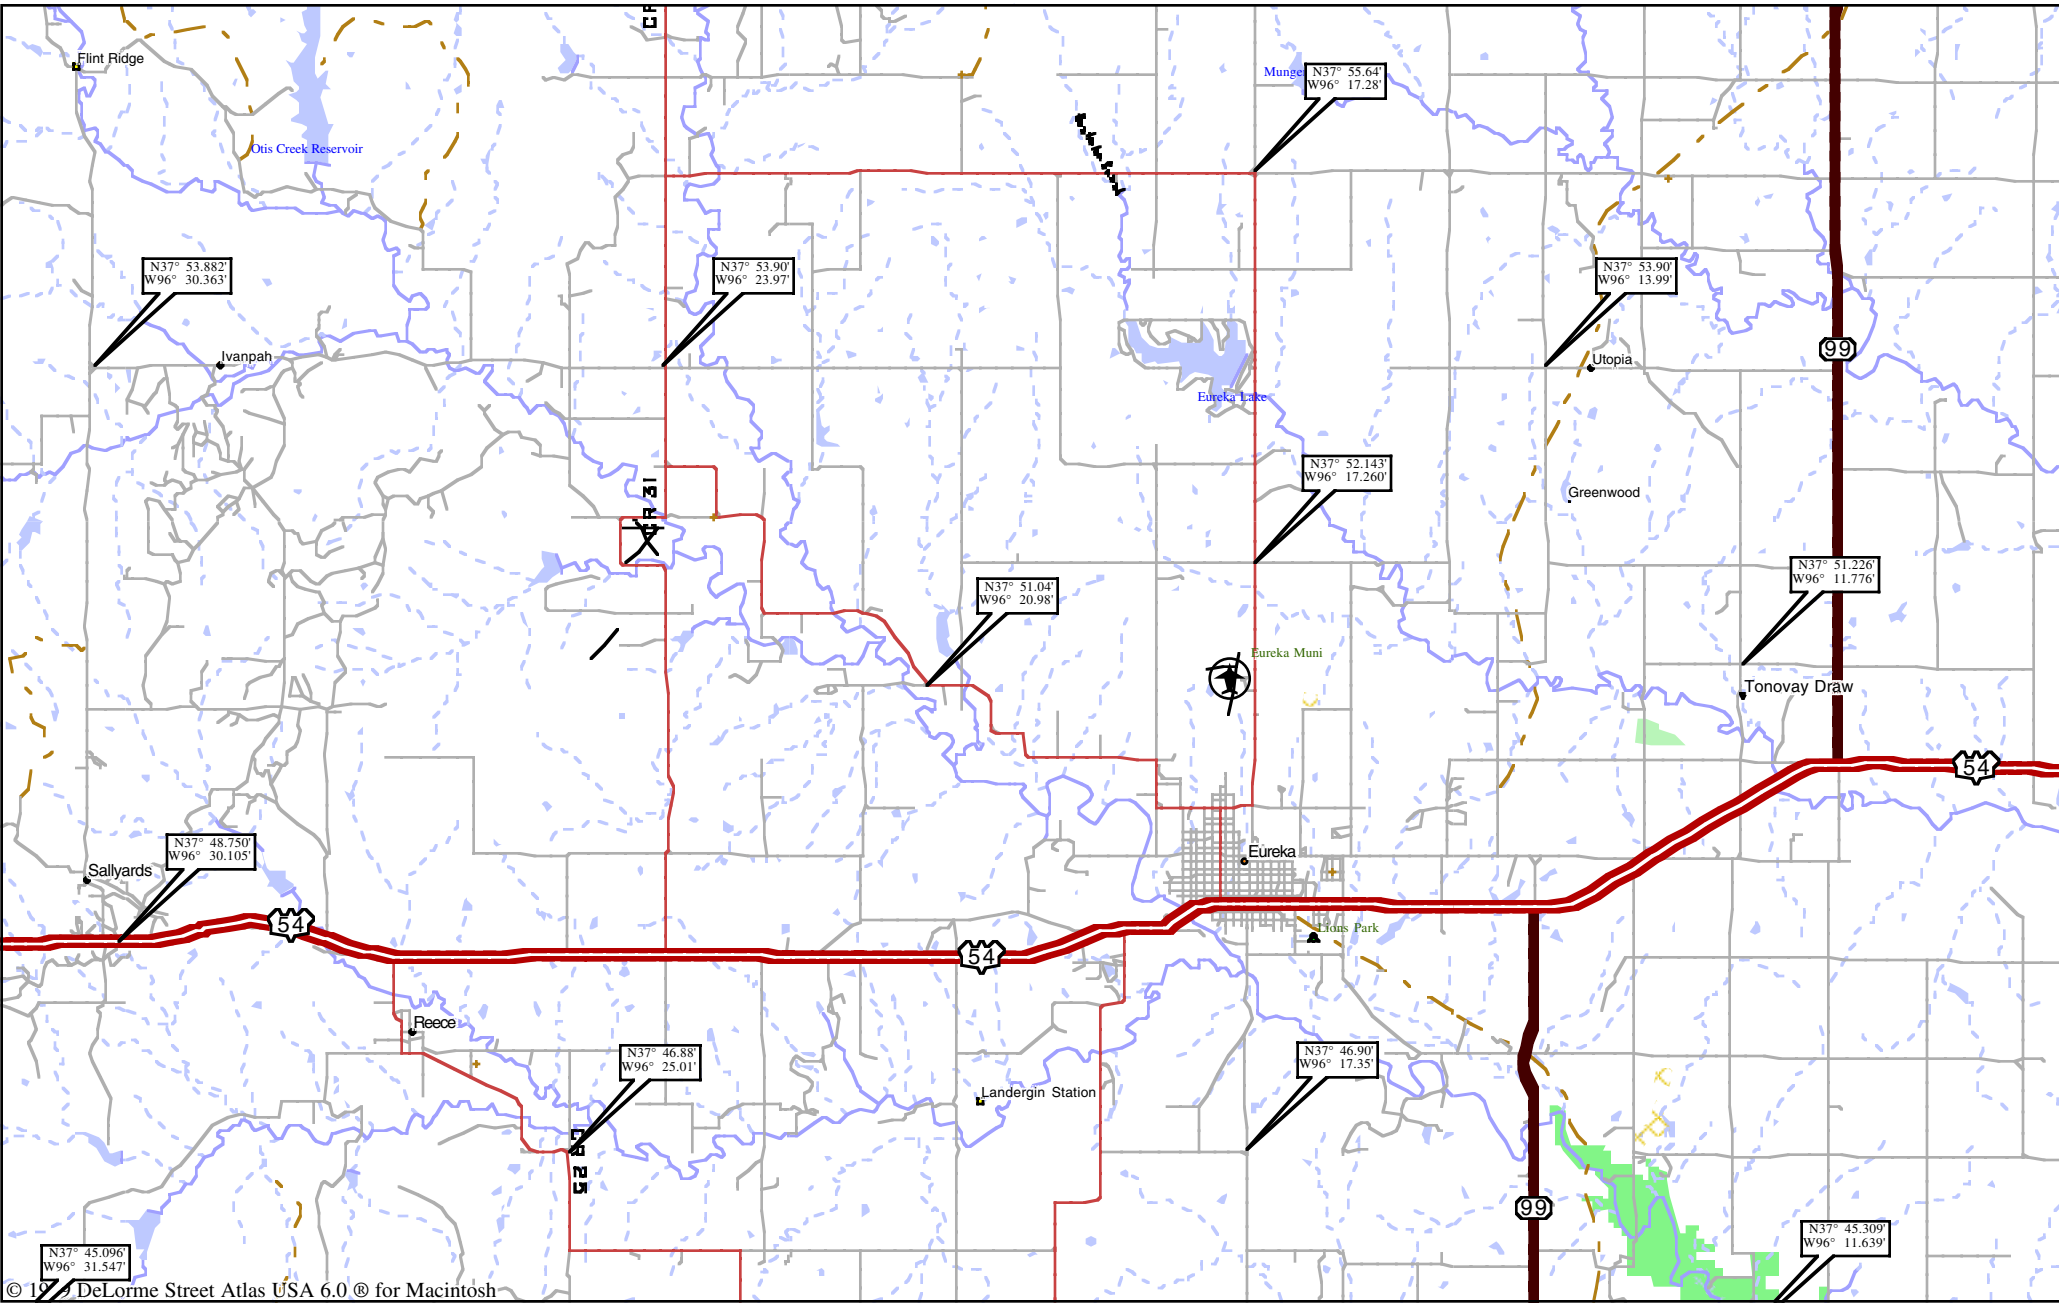 Flint Ridge
CR
Munger
N37° 55.64'
W96° 17.28'
Otis Creek Reservoir
N37° 53.882'
W96° 30.363'
N37° 53.90'
W96° 23.97'
N37° 53.90'
W96° 13.99'
99
Ivanpah
Utopia
Eureka Lake
N37° 52.143'
W96° 17.260'
CR 31
Greenwood
N37° 51.226'
W96° 11.776'
N37° 51.04'
W96° 20.98'
Eureka Muni
Tonovay Draw
54
N37° 48.750'
W96° 30.105'
Sallyards
Eureka
54
54
Lions Park
Reece
N37° 46.88'
W96° 25.01'
N37° 46.90'
W96° 17.35'
Landergin Station
99
N37° 45.096'
W96° 31.547'
N37° 45.309'
W96° 11.639'
DeLorme Street Atlas USA 6.0 ® for Macintosh